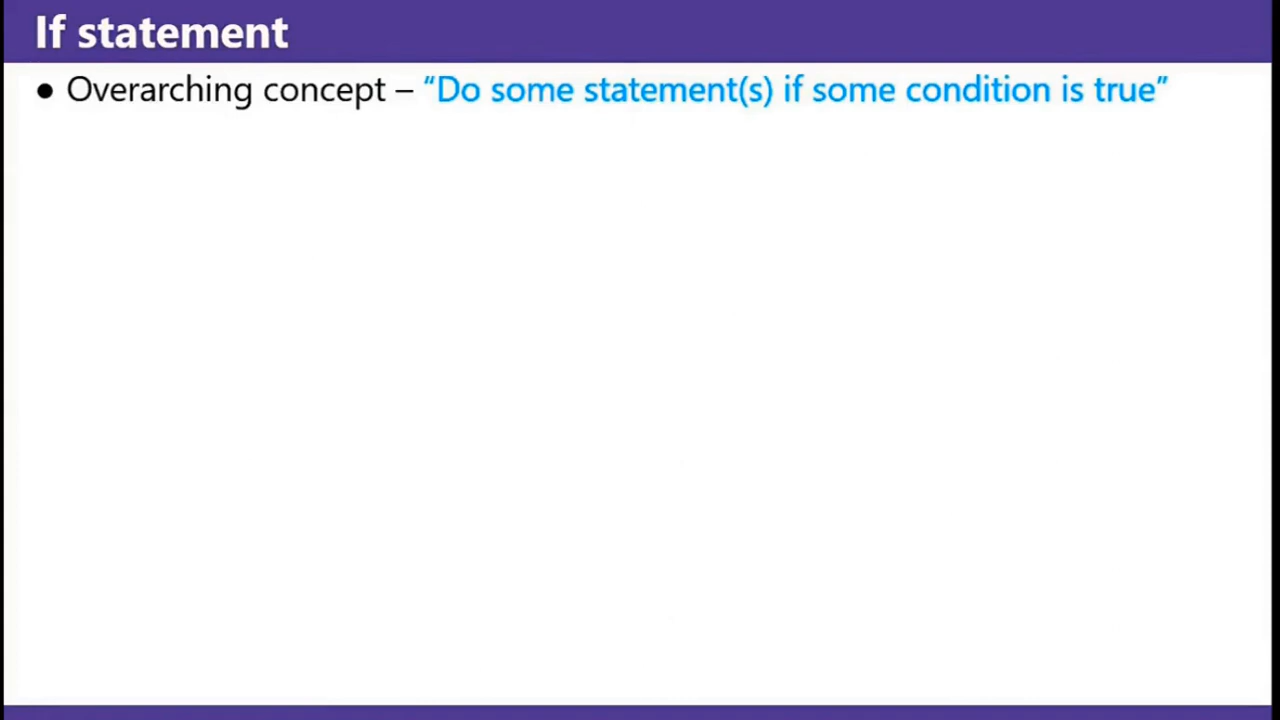 If statement
● Overarching concept – “Do some statement(s) if some condition is true”